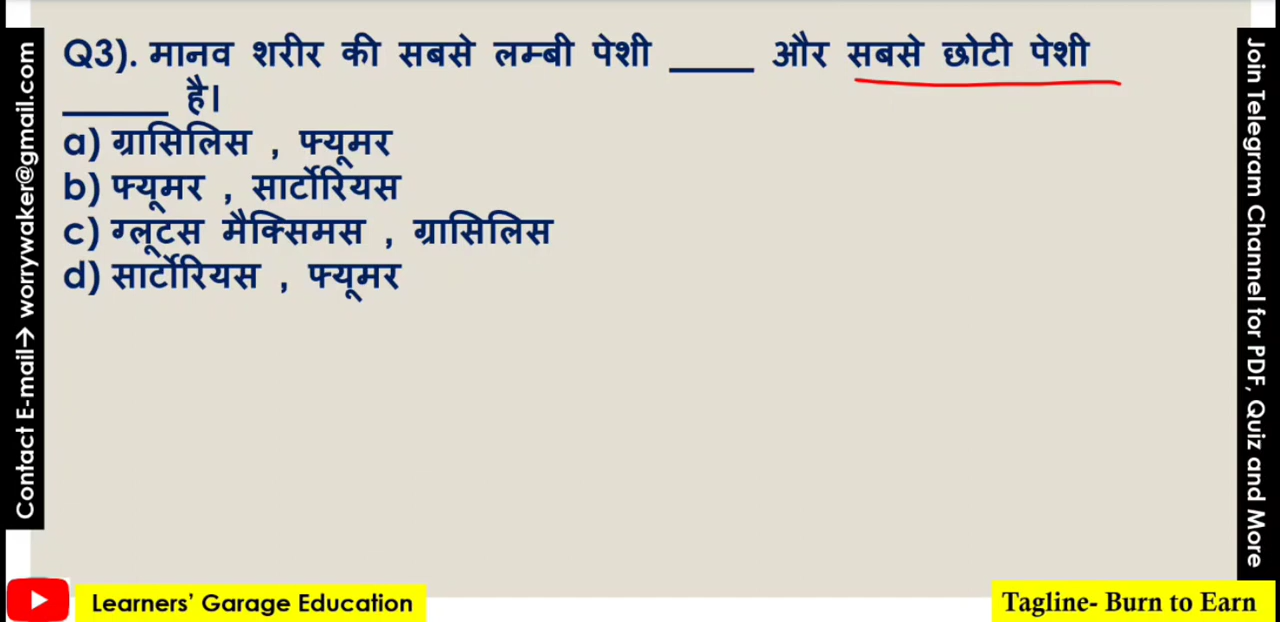 Q3). मानव शरीर की सबसे लम्बी पेशी ____ और सबसे छोटी पेशी
______ है।
a) ग्रासिलिस , फ्यूमर
b) फ्यूमर , सार्टोरियस
c) ग्लूटस मैक्सिमस , ग्रासिलिस
d) सार्टोरियस , फ्यूमर
Contact E-mail→ worrywaker@gmail.com
Join Telegram Channel for PDF, Quiz and More
Learners’ Garage Education
Tagline- Burn to Earn